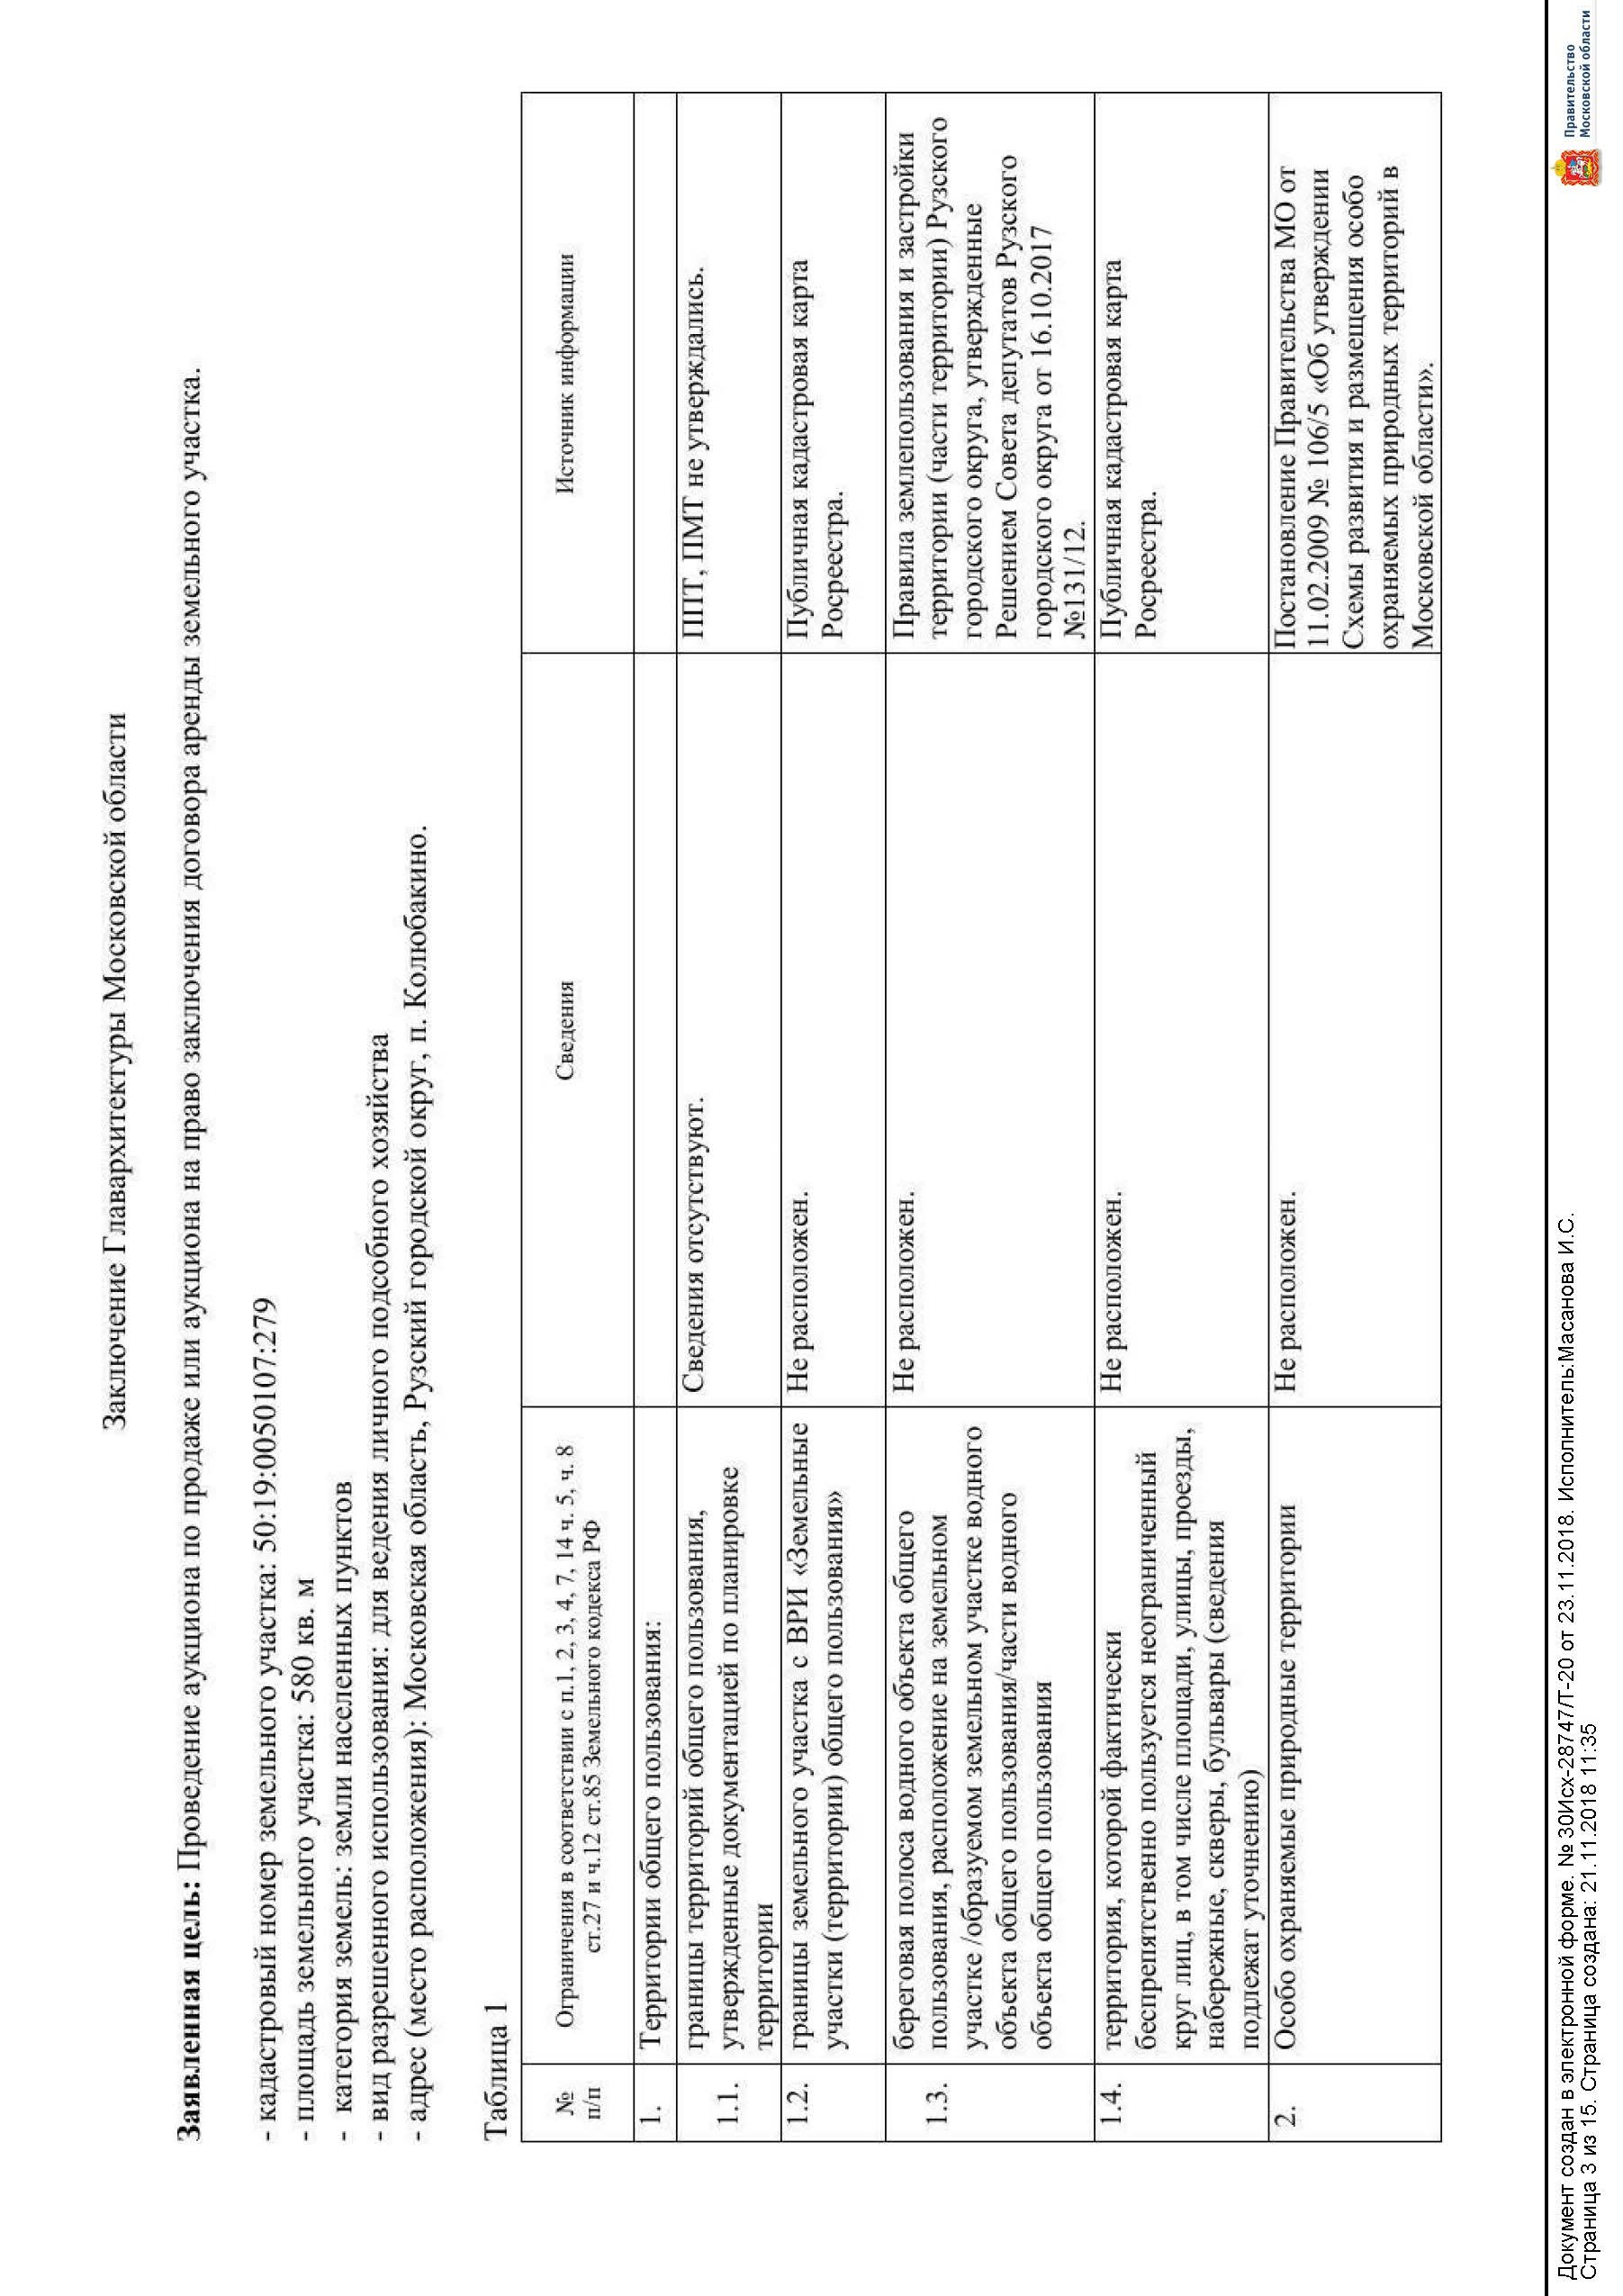 Заключение Главархитектуры Московской области
Заявленная цель: Проведение аукциона по продаже или аукциона на право заключения договора аренды земельного участка.
- кадастровый номер земельного участка: 50:19:0050107:279
- площадь земельного участка: 580 кв. м
- категория земель: земли населенных пунктов
- вид разрешенного использования: для ведения личного подсобного хозяйства
- адрес (место расположения): Московская область, Рузский городской округ, п. Колюбакино.
Таблица 1
№
п/п
Ограничения в соответствии с п.1, 2, 3, 4, 7, 14 ч. 5, ч. 8
ст.27 и ч.12 ст.85 Земельного кодекса РФ
Сведения
Источник информации
1.
Территории общего пользования:
1.1.
границы территорий общего пользования,
утвержденные документацией по планировке
территории
Сведения отсутствуют.
ППТ, ПМТ не утверждались.
1.2.
границы земельного участка с ВРИ «Земельные
участки (территории) общего пользования»
Не расположен.
Публичная кадастровая карта
Росреестра.
1.3.
береговая полоса водного объекта общего
пользования, расположение на земельном
участке /образуемом земельном участке водного
объекта общего пользования/части водного
объекта общего пользования
Не расположен.
Правила землепользования и застройки
территории (части территории) Рузского
городского округа, утвержденные
Решением Совета депутатов Рузского
городского округа от 16.10.2017
№131/12.
1.4.
территория, которой фактически
беспрепятственно пользуется неограниченный
круг лиц, в том числе площади, улицы, проезды,
набережные, скверы, бульвары (сведения
подлежат уточнению)
Не расположен.
Публичная кадастровая карта
Росреестра.
2.
Особо охраняемые природные территории
Не расположен.
Постановление Правительства МО от
11.02.2009 № 106/5 «Об утверждении
Схемы развития и размещения особо
охраняемых природных территорий в
Московской области».
Документ создан в электронной форме. № 30Исх-28747/Т-20 от 23.11.2018. Исполнитель:Масанова И.С.
Страница 3 из 15. Страница создана: 21.11.2018 11:35
Правительство
Московской области